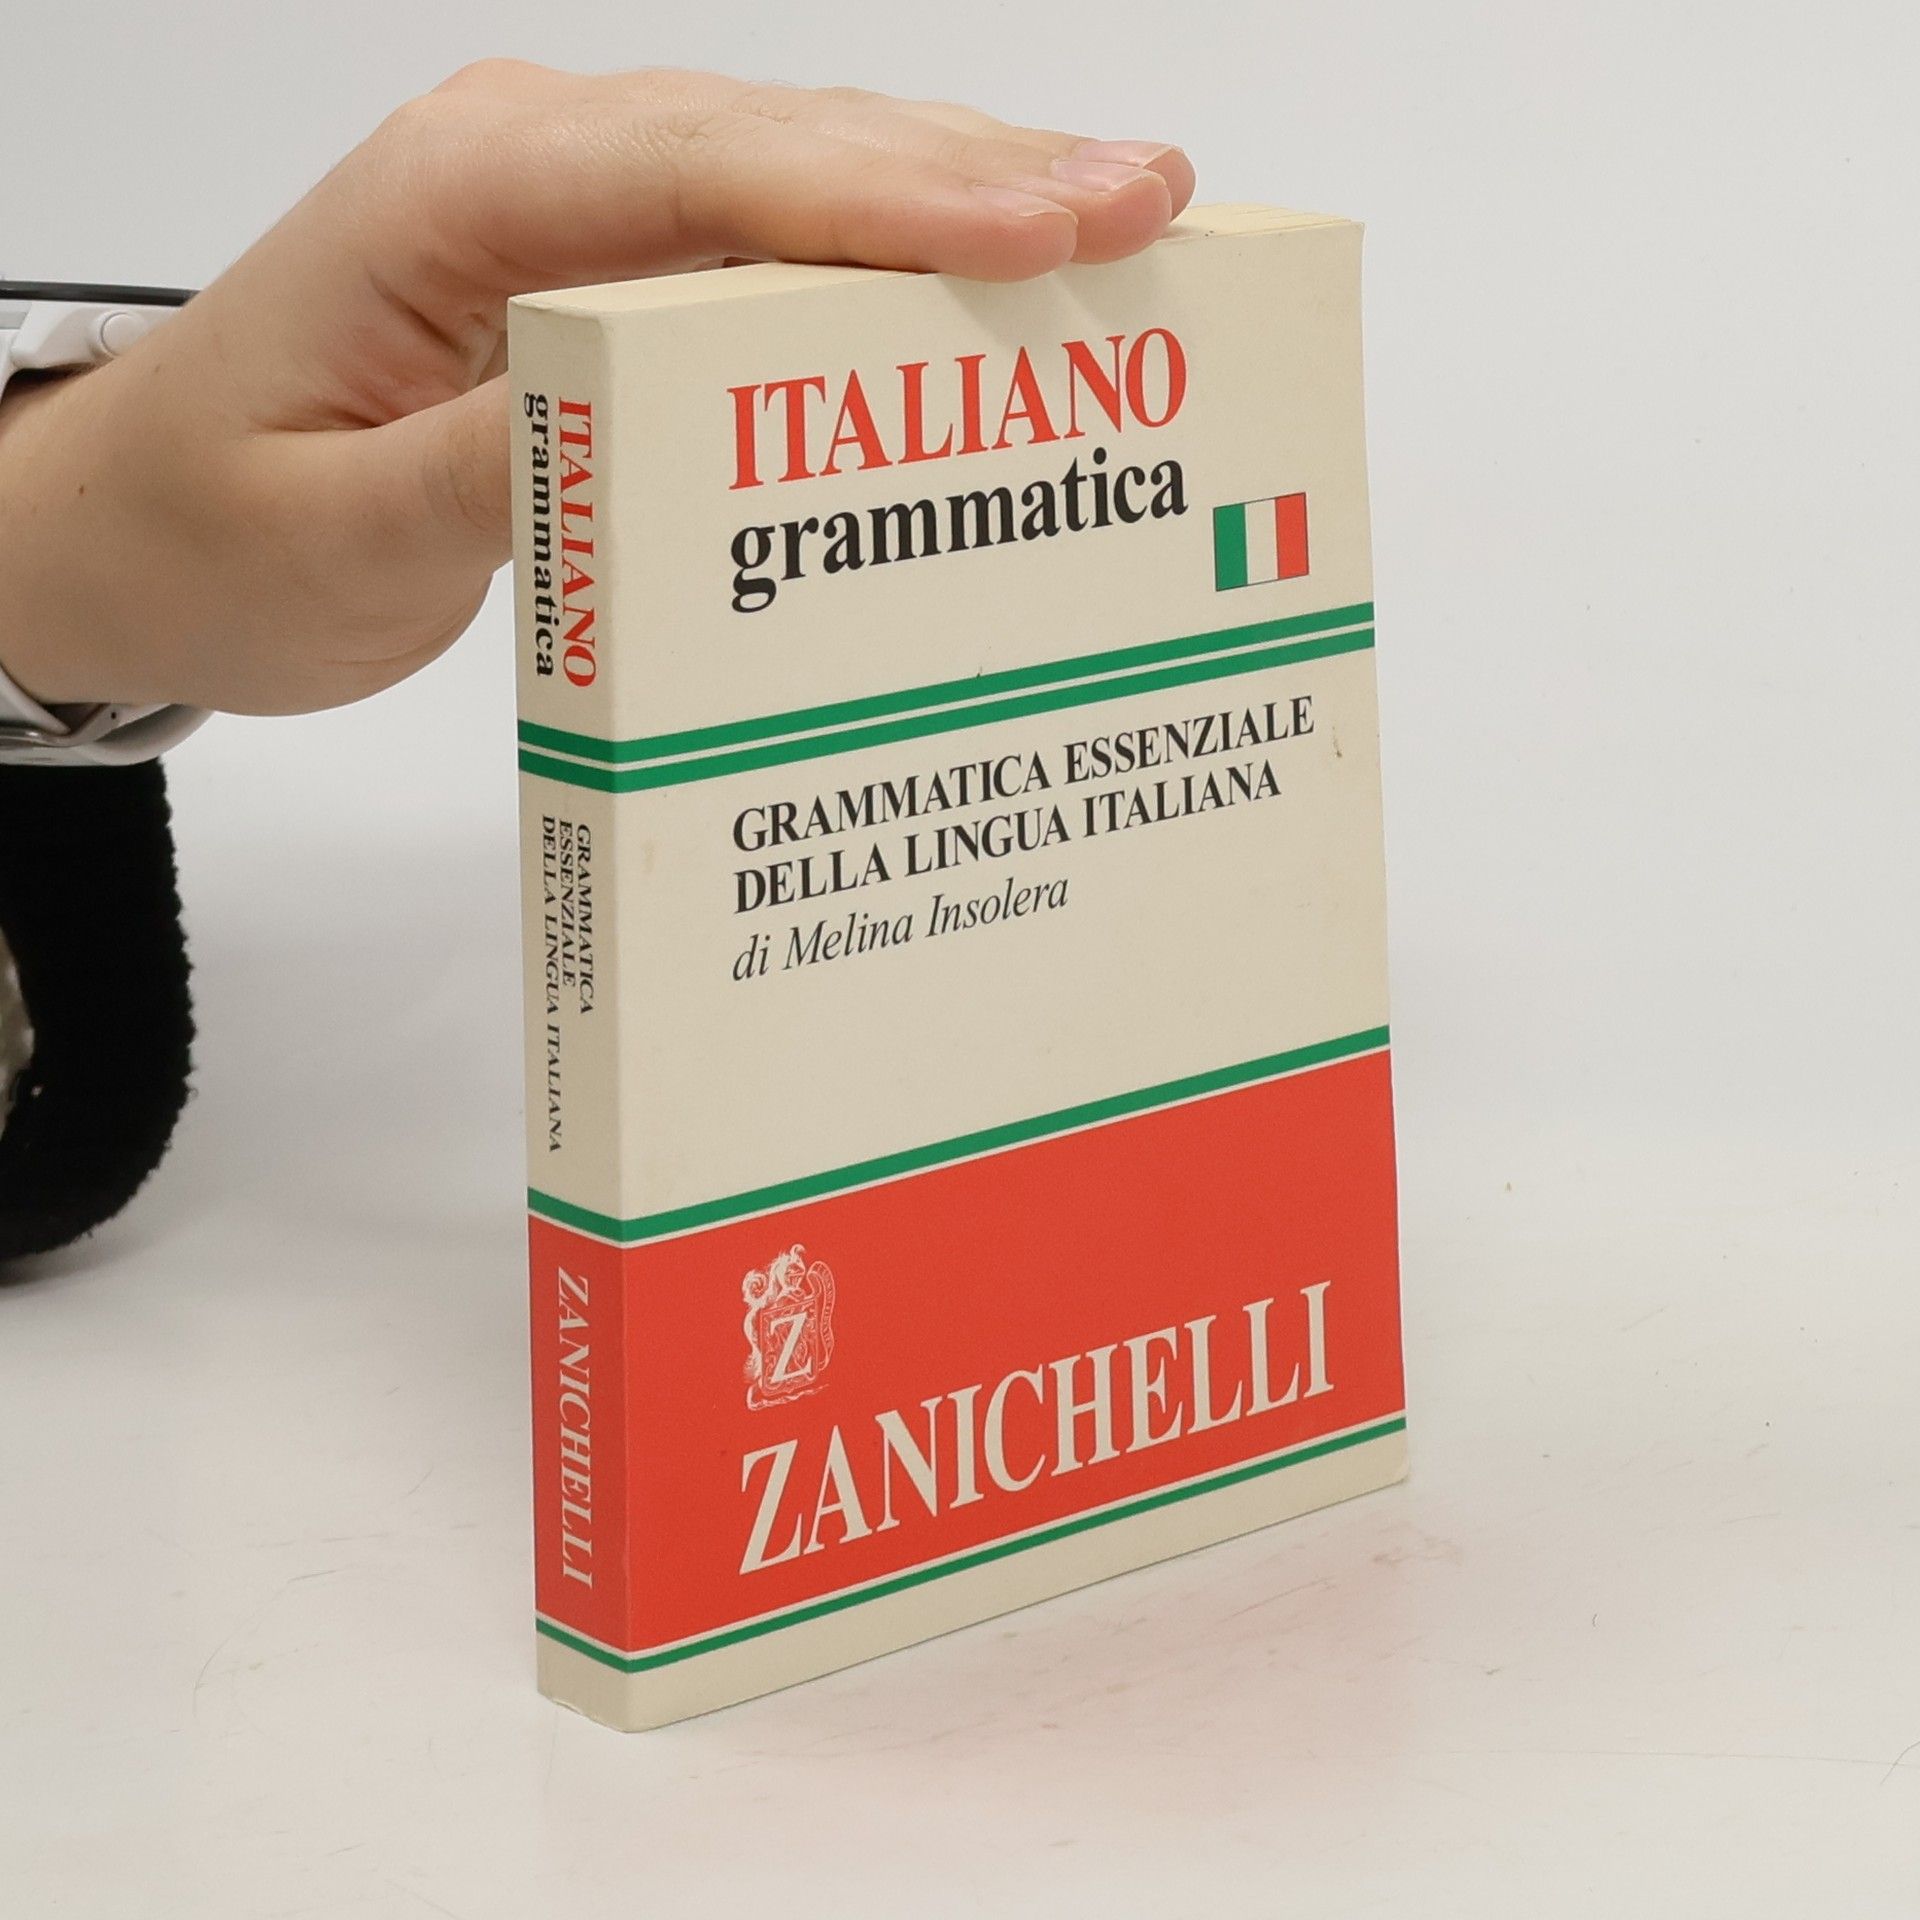 ITALIANO
grammatica
GRAMMATICA ESSENZIALE
DELLA LINGUA ITALIANA
di Melina Insolera
Z
ZANICHELLI
ITALIANO
grammatica
GRAMMATICA
ESSENZIALE
DELLA LINGUA ITALIANA
ZANICHELLI